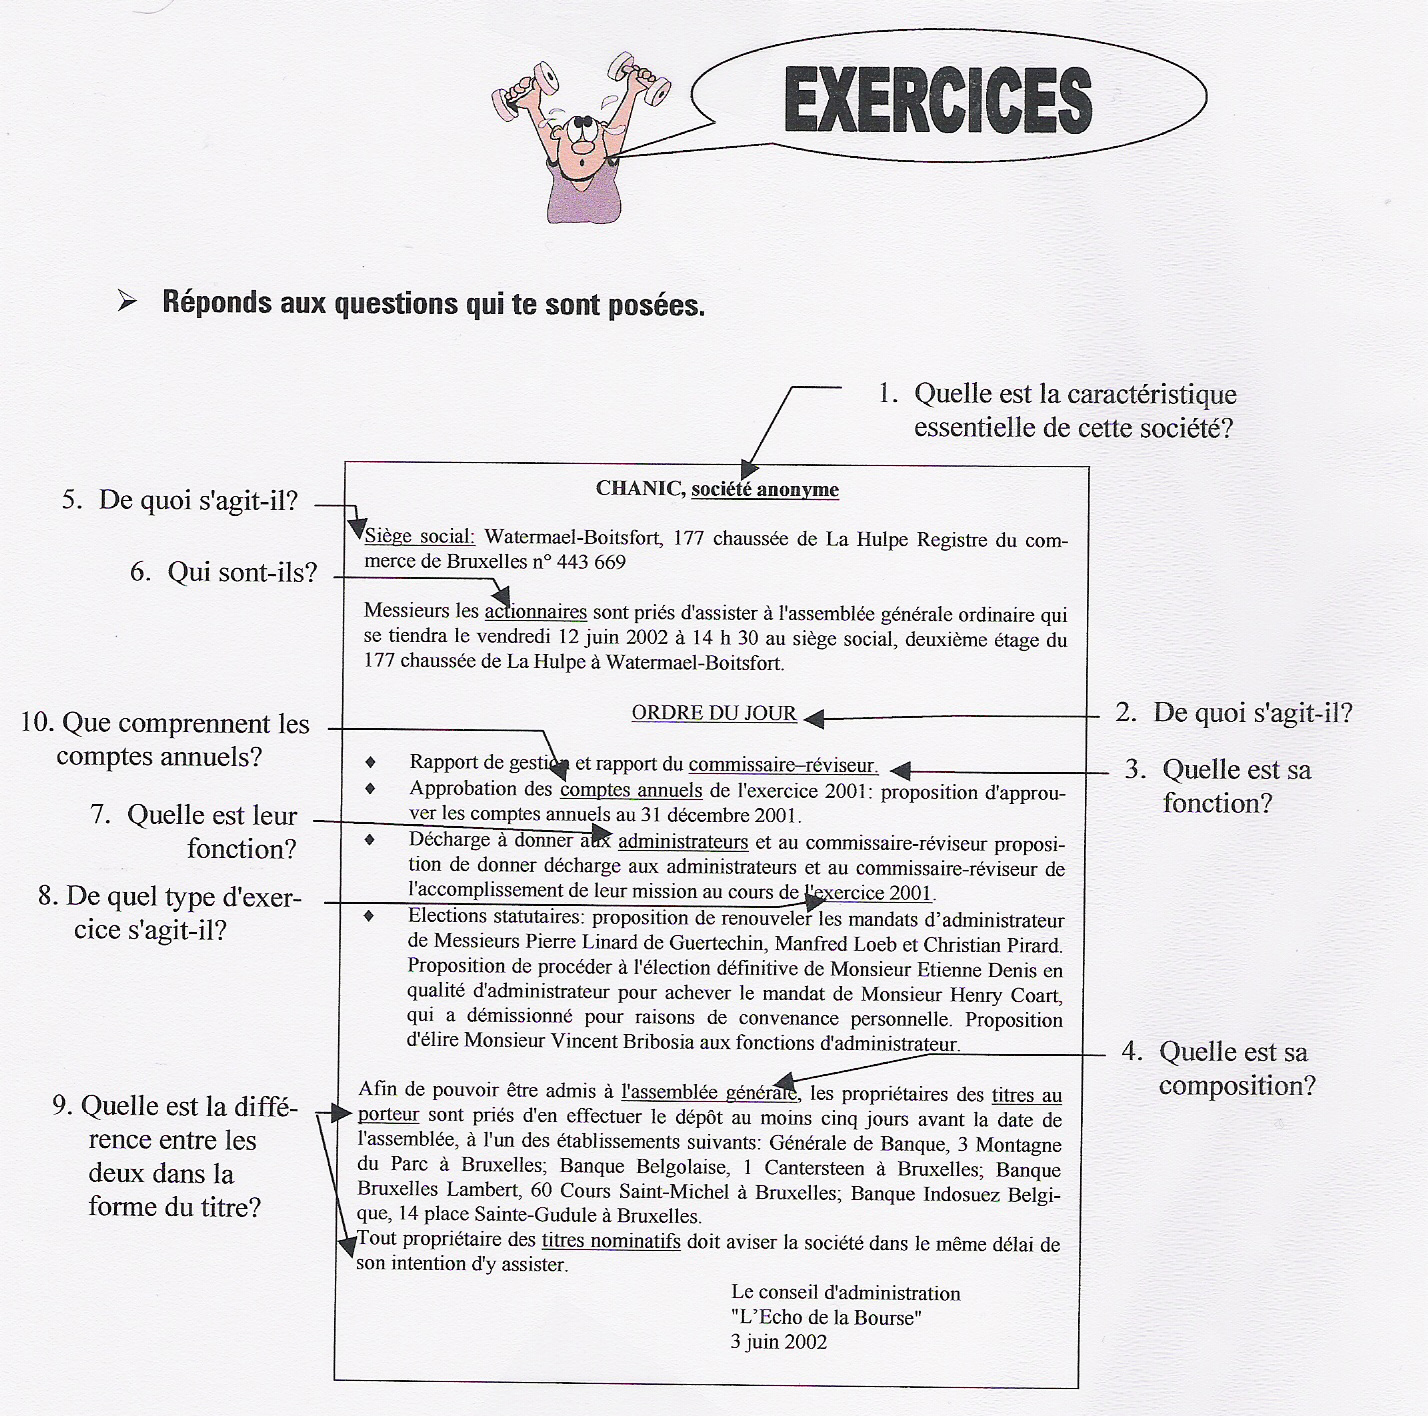 EXERCICES
➢ Réponds aux questions qui te sont posées.
1. Quelle est la caractéristique
essentielle de cette société?
5. De quoi s'agit-il?
6. Qui sont-ils?
10. Que comprennent les
comptes annuels?
7. Quelle est leur
fonction?
8. De quel type d'exer-
cice s'agit-il?
9. Quelle est la diffé-
rence entre les
deux dans la
forme du titre?
CHANIC, société anonyme
Siège social: Watermael-Boitsfort, 177 chaussée de La Hulpe Registre du com-
merce de Bruxelles n° 443 669
Messieurs les actionnaires sont priés d'assister à l'assemblée générale ordinaire qui
se tiendra le vendredi 12 juin 2002 à 14 h 30 au siège social, deuxième étage du
177 chaussée de La Hulpe à Watermael-Boitsfort.
ORDRE DU JOUR
♦ Rapport de gestion et rapport du commissaire–réviseur.
♦ Approbation des comptes annuels de l'exercice 2001: proposition d'approu-
ver les comptes annuels au 31 décembre 2001.
♦ Décharge à donner aux administrateurs et au commissaire-réviseur proposi-
tion de donner décharge aux administrateurs et au commissaire-réviseur de
l'accomplissement de leur mission au cours de l'exercice 2001.
♦ Elections statutaires: proposition de renouveler les mandats d’administrateur
de Messieurs Pierre Linard de Guertechin, Manfred Loeb et Christian Pirard.
Proposition de procéder à l'élection définitive de Monsieur Etienne Denis en
qualité d'administrateur pour achever le mandat de Monsieur Henry Coart,
qui a démissionné pour raisons de convenance personnelle. Proposition
d'élire Monsieur Vincent Bribosia aux fonctions d'administrateur.
Afin de pouvoir être admis à l'assemblée générale, les propriétaires des titres au
porteur sont priés d'en effectuer le dépôt au moins cinq jours avant la date de
l'assemblée, à l'un des établissements suivants: Générale de Banque, 3 Montagne
du Parc à Bruxelles; Banque Belgolaise, 1 Cantersteen à Bruxelles; Banque
Bruxelles Lambert, 60 Cours Saint-Michel à Bruxelles; Banque Indosuez Belgi-
que, 14 place Sainte-Gudule à Bruxelles.
Tout propriétaire des titres nominatifs doit aviser la société dans le même délai de
son intention d'y assister.
Le conseil d'administration
"L’Echo de la Bourse"
3 juin 2002
2. De quoi s'agit-il?
3. Quelle est sa
fonction?
4. Quelle est sa
composition?